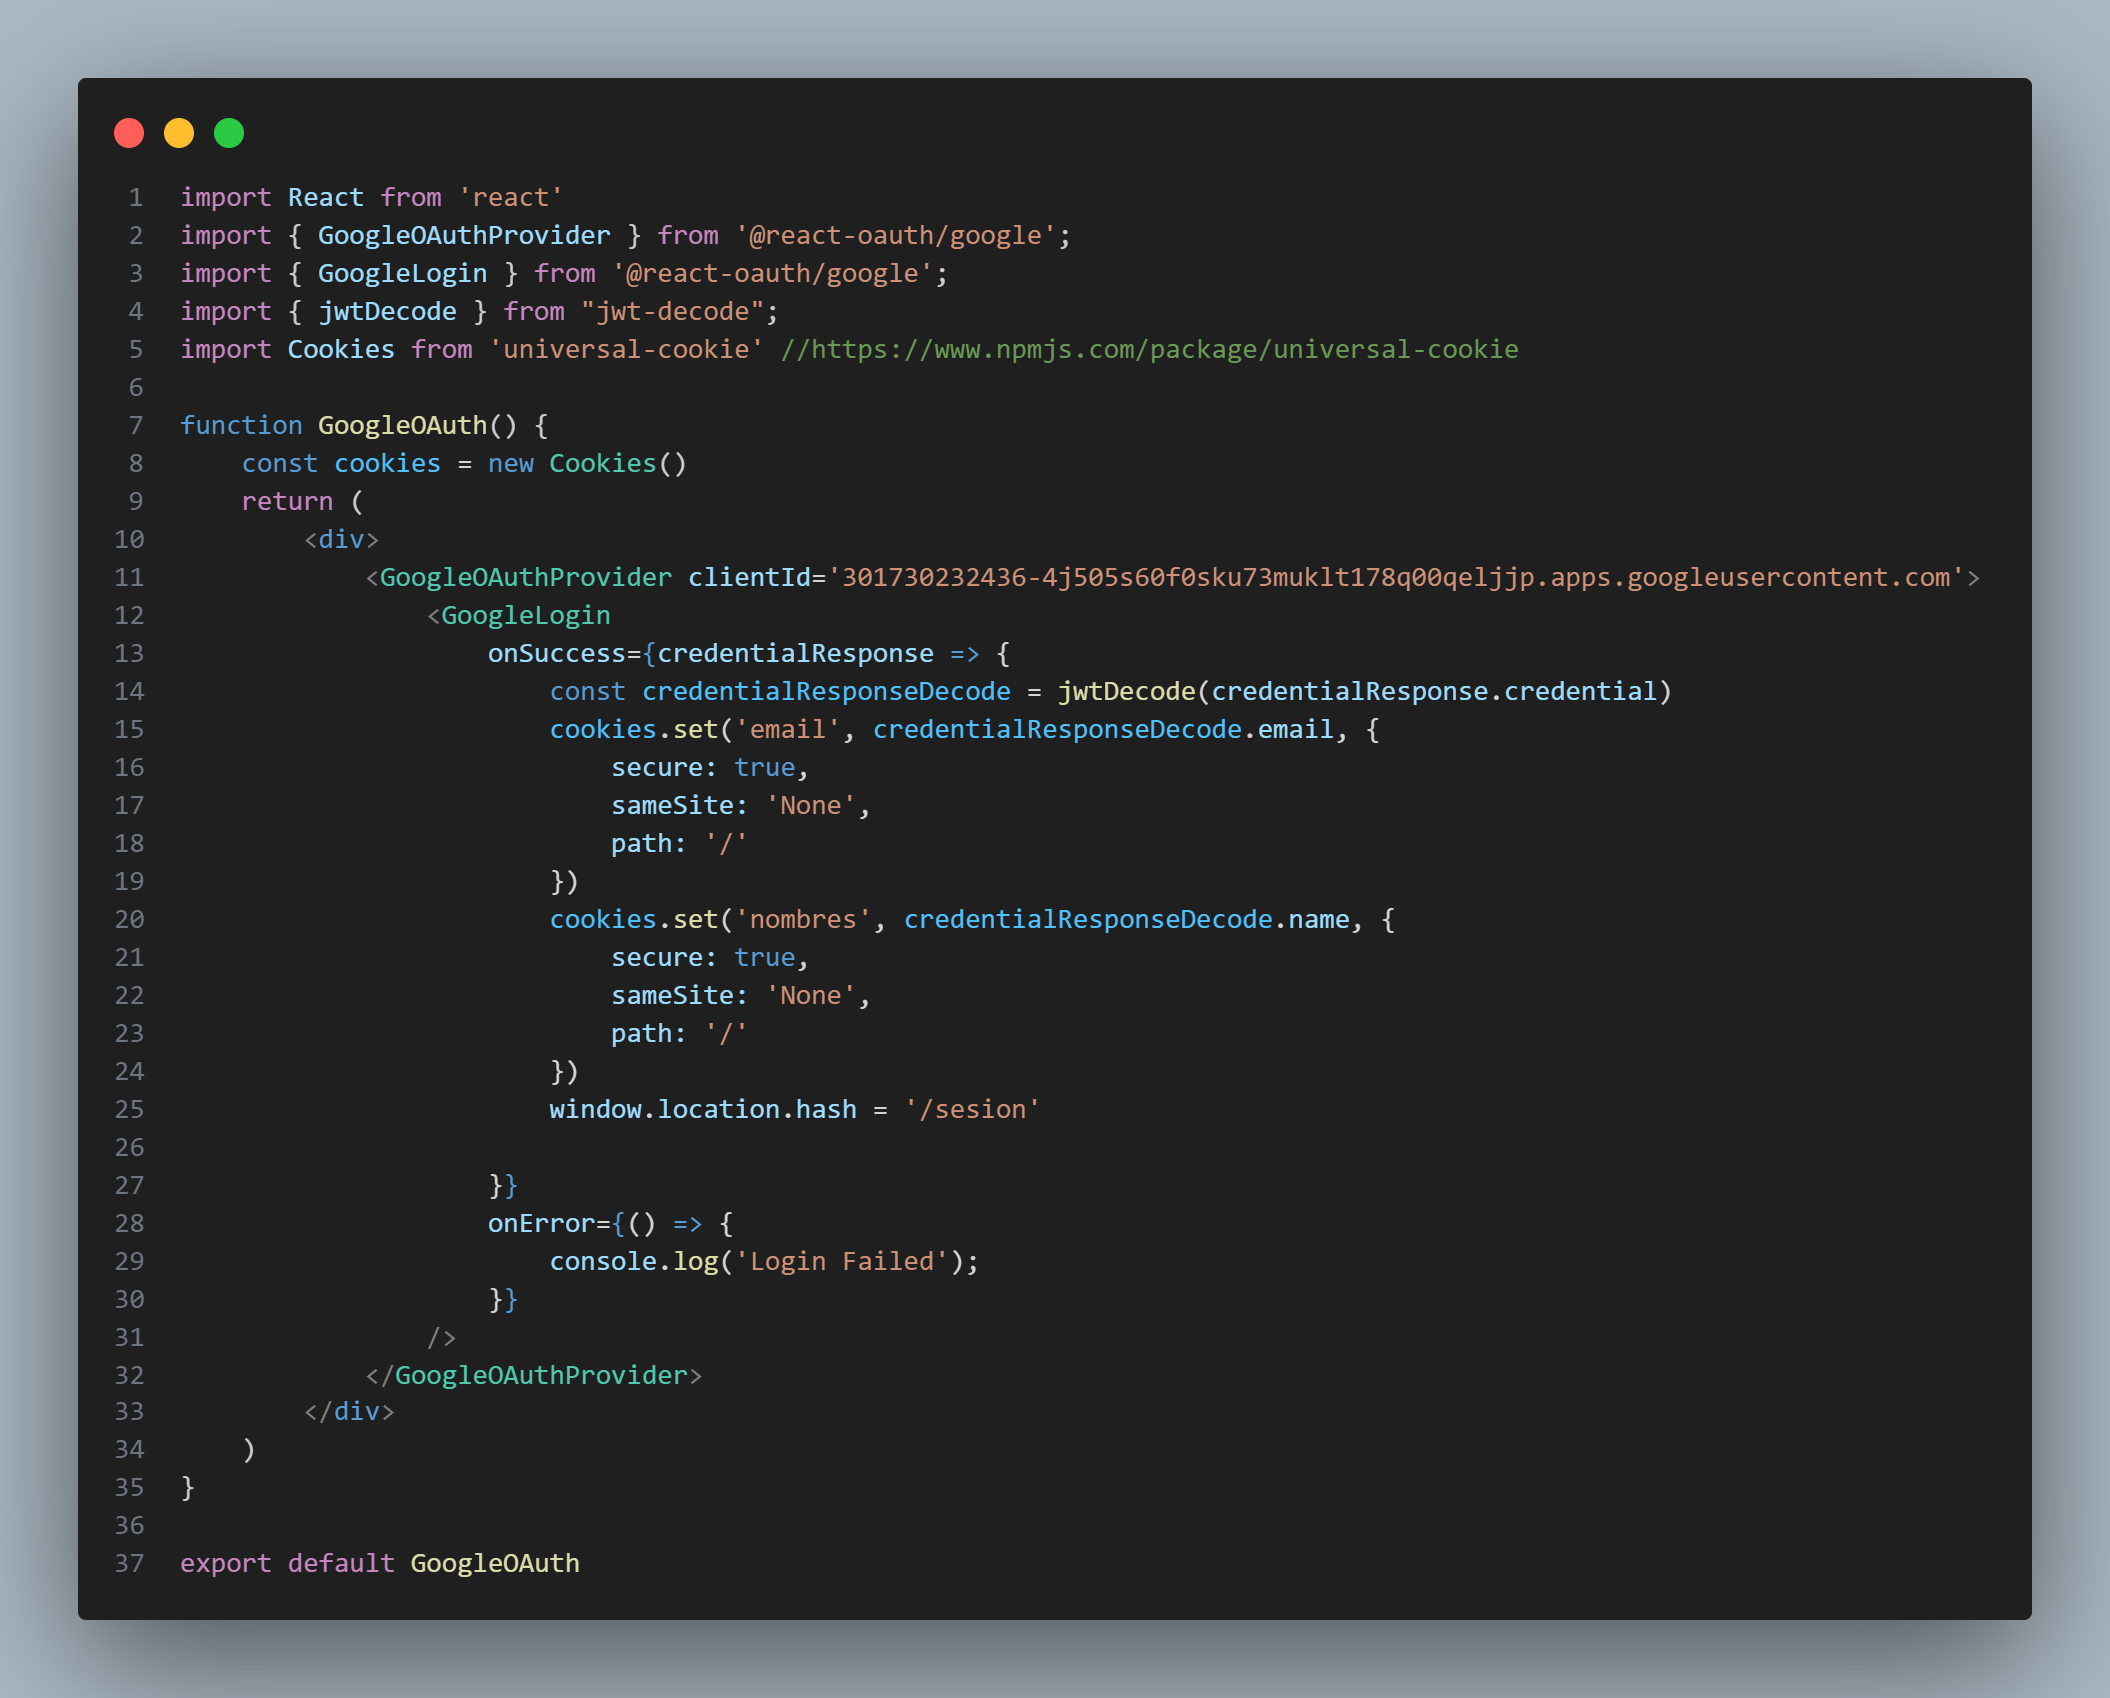 1 import React from 'react'
2 import { GoogleOAuthProvider } from '@react-oauth/google';
3 import { GoogleLogin } from '@react-oauth/google';
4 import { jwtDecode } from "jwt-decode";
5 import Cookies from 'universal-cookie' //https://www.npmjs.com/package/universal-cookie
6
7 function GoogleOAuth() {
8     const cookies = new Cookies()
9     return (
10         <div>
11             <GoogleOAuthProvider clientId='301730232436-4j505s60f0sku73muklt178q00qeljjp.apps.googleusercontent.com'>
12                 <GoogleLogin
13                     onSuccess={credentialResponse => {
14                         const credentialResponseDecode = jwtDecode(credentialResponse.credential)
15                         cookies.set('email', credentialResponseDecode.email, {
16                             secure: true,
17                             sameSite: 'None',
18                             path: '/'
19                         })
20                         cookies.set('nombres', credentialResponseDecode.name, {
21                             secure: true,
22                             sameSite: 'None',
23                             path: '/'
24                         })
25                         window.location.hash = '/sesion'
26
27                     }}
28                     onError={() => {
29                         console.log('Login Failed');
30                     }}
31                 />
32             </GoogleOAuthProvider>
33         </div>
34     )
35 }
36
37 export default GoogleOAuth